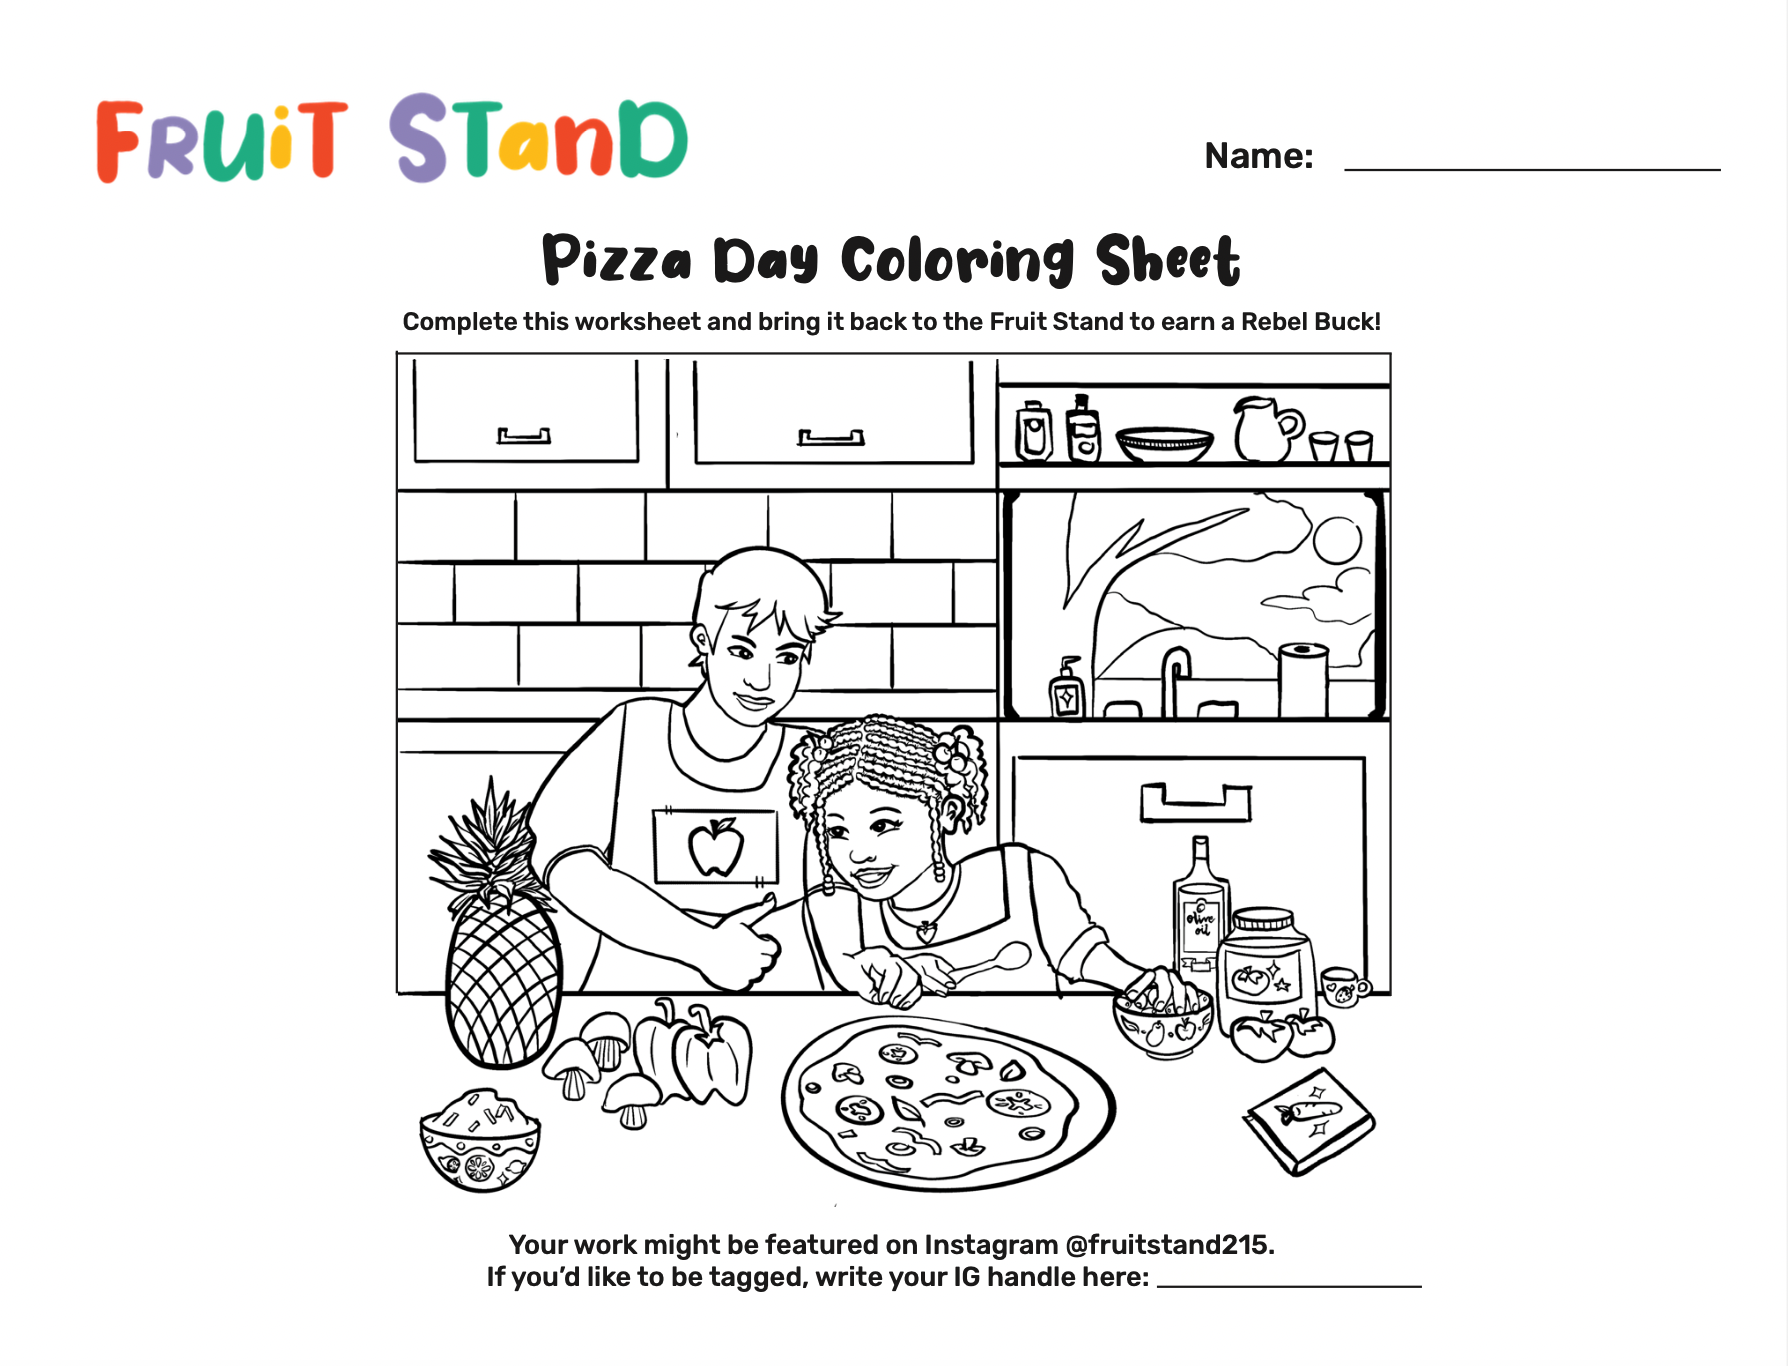 FRUiT STanD
Name:
Pizza Day Coloring Sheet
Complete this worksheet and bring it back to the Fruit Stand to earn a Rebel Buck!
olive
oil
Your work might be featured on Instagram @fruitstand215.
If you’d like to be tagged, write your IG handle here: